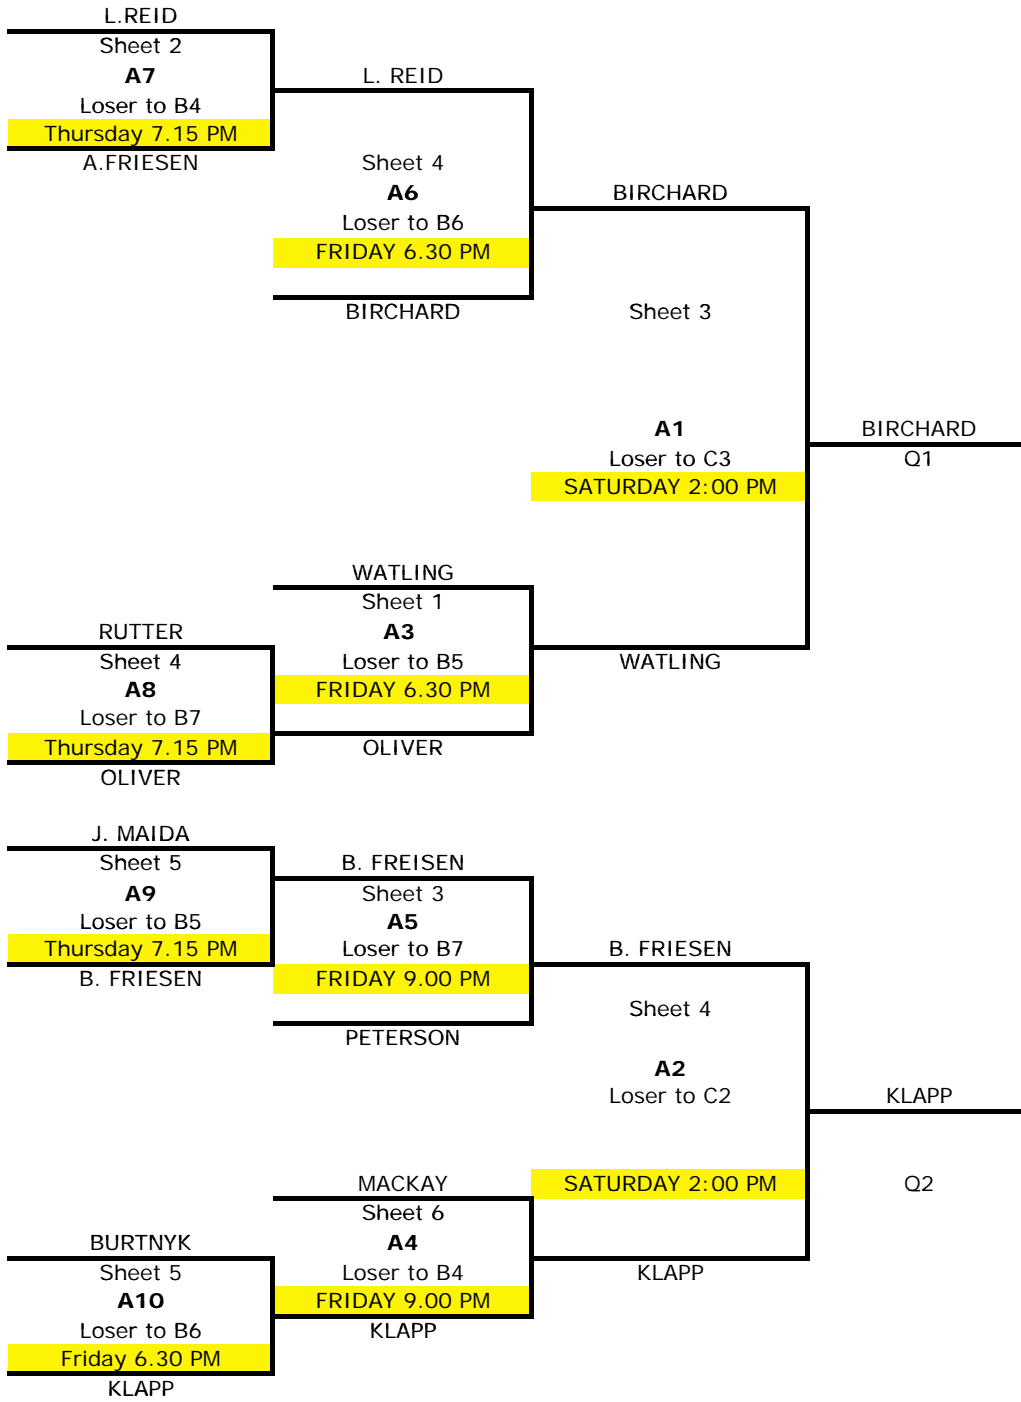 L.REID
Sheet 2
A7
Loser to B4
Thursday 7.15 PM
A.FRIESEN
L. REID
Sheet 4
A6
Loser to B6
FRIDAY 6.30 PM
BIRCHARD
BIRCHARD
Sheet 3
A1
Loser to C3
SATURDAY 2:00 PM
BIRCHARD
Q1
WATLING
Sheet 1
A3
Loser to B5
FRIDAY 6.30 PM
OLIVER
WATLING
RUTTER
Sheet 4
A8
Loser to B7
Thursday 7.15 PM
OLIVER
J. MAIDA
Sheet 5
A9
Loser to B5
Thursday 7.15 PM
B. FRIESEN
B. FREISEN
Sheet 3
A5
Loser to B7
FRIDAY 9.00 PM
PETERSON
B. FRIESEN
Sheet 4
A2
Loser to C2
SATURDAY 2:00 PM
KLAPP
Q2
MACKAY
Sheet 6
A4
Loser to B4
FRIDAY 9.00 PM
KLAPP
KLAPP
BURTNYK
Sheet 5
A10
Loser to B6
Friday 6.30 PM
KLAPP